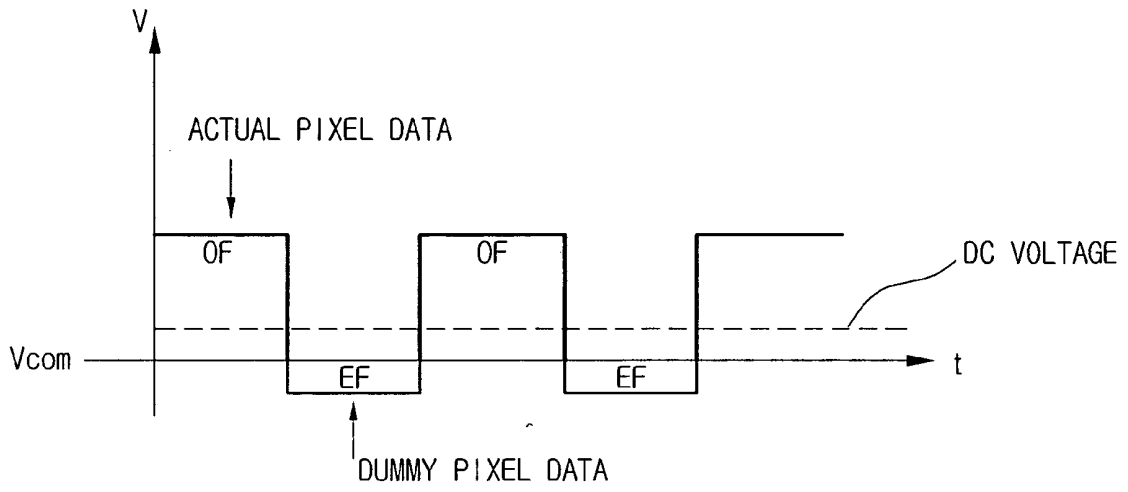 V
ACTUAL PIXEL DATA
OF
OF
DC VOLTAGE
Vcom
t
EF
EF
DUMMY PIXEL DATA